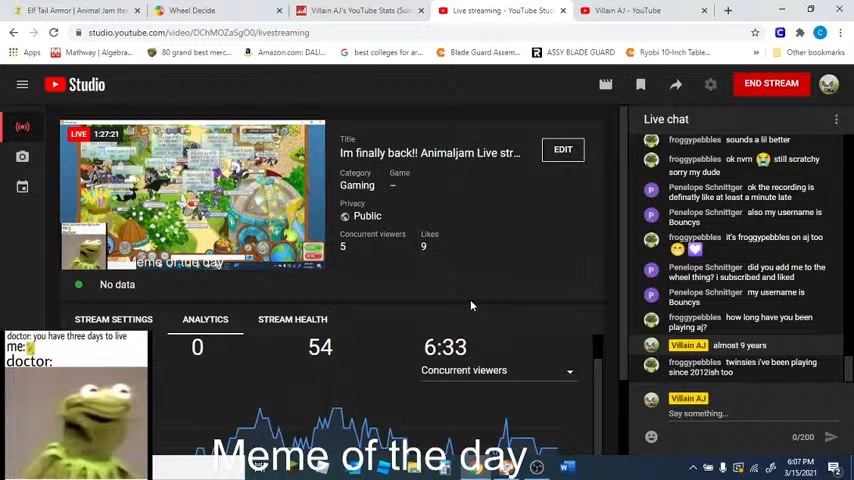 Elf Tail Armor | Animal Jam Item
Wheel Decide
Villain AJ's YouTube Stats (Sum
Live streaming - YouTube Studio
Villain AJ - YouTube
studio.youtube.com/video/DChMOZaSgO0/livestreaming
Apps
Mathway | Algebra...
80 grand best merc...
Amazon.com: DALI...
best colleges for ar...
Blade Guard Assem...
ASSY BLADE GUARD
Ryobi 10-Inch Table...
Other bookmarks
Studio
END STREAM
LIVE 1:27:21
Title
Im finally back!! Animaljam Live str...
EDIT
Category
Game
Gaming
–
Privacy
Public
Concurrent viewers
Likes
5
9
No data
STREAM SETTINGS
ANALYTICS
STREAM HEALTH
0
54
6:33
Concurrent viewers
Live chat
froggypebbles sounds a lil better
froggypebbles ok nvm 😭 still scratchy
sorry my dude
Penelope Schnittger ok the recording is
definatly like at least a minute late
Penelope Schnittger also my username is
Bouncys
froggypebbles it's froggypebbles on aj too
😁💟
Penelope Schnittger did you add me to the
wheel thing? i subscribed and liked
Penelope Schnittger my username is
Bouncys
froggypebbles how long have you been
playing aj?
Villain AJ almost 9 years
froggypebbles twinsies i've been playing
since 2012ish too
Villain AJ
Say something...
0/200
doctor: you have three days to live
me:
doctor:
Meme of the day
Meme of the day
6:07 PM
3/15/2021